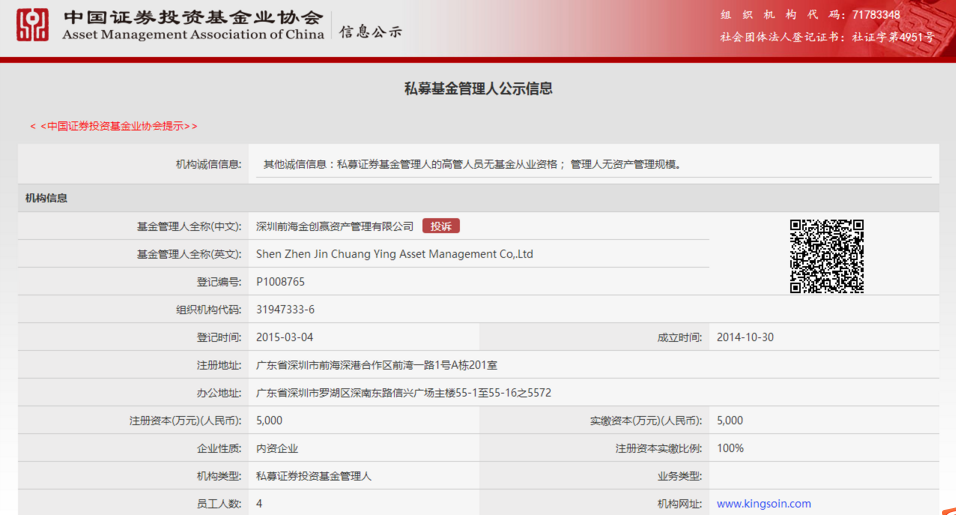 中国证券投资基金业协会
Asset Management Association of China
信息公示
组织机构代码: 71783348
社会团体法人登记证书: 社证字第4951号
私募基金管理人公示信息
< <中国证券投资基金业协会提示>>
机构诚信信息: 其他诚信信息：私募证券基金管理人的高管人员无基金从业资格； 管理人无资产管理规模。
机构信息
基金管理人全称(中文): 深圳前海金创赢资产管理有限公司 投诉
基金管理人全称(英文): Shen Zhen Jin Chuang Ying Asset Management Co,.Ltd
登记编号: P1008765
组织机构代码: 31947333-6
登记时间: 2015-03-04 成立时间: 2014-10-30
注册地址: 广东省深圳市前海深港合作区前湾一路1号A栋201室
办公地址: 广东省深圳市罗湖区深南东路信兴广场主楼55-1至55-16之5572
注册资本(万元)(人民币): 5,000 实缴资本(万元)(人民币): 5,000
企业性质: 内资企业 注册资本实缴比例: 100%
机构类型: 私募证券投资基金管理人 业务类型:
员工人数: 4 机构网址: www.kingsoin.com